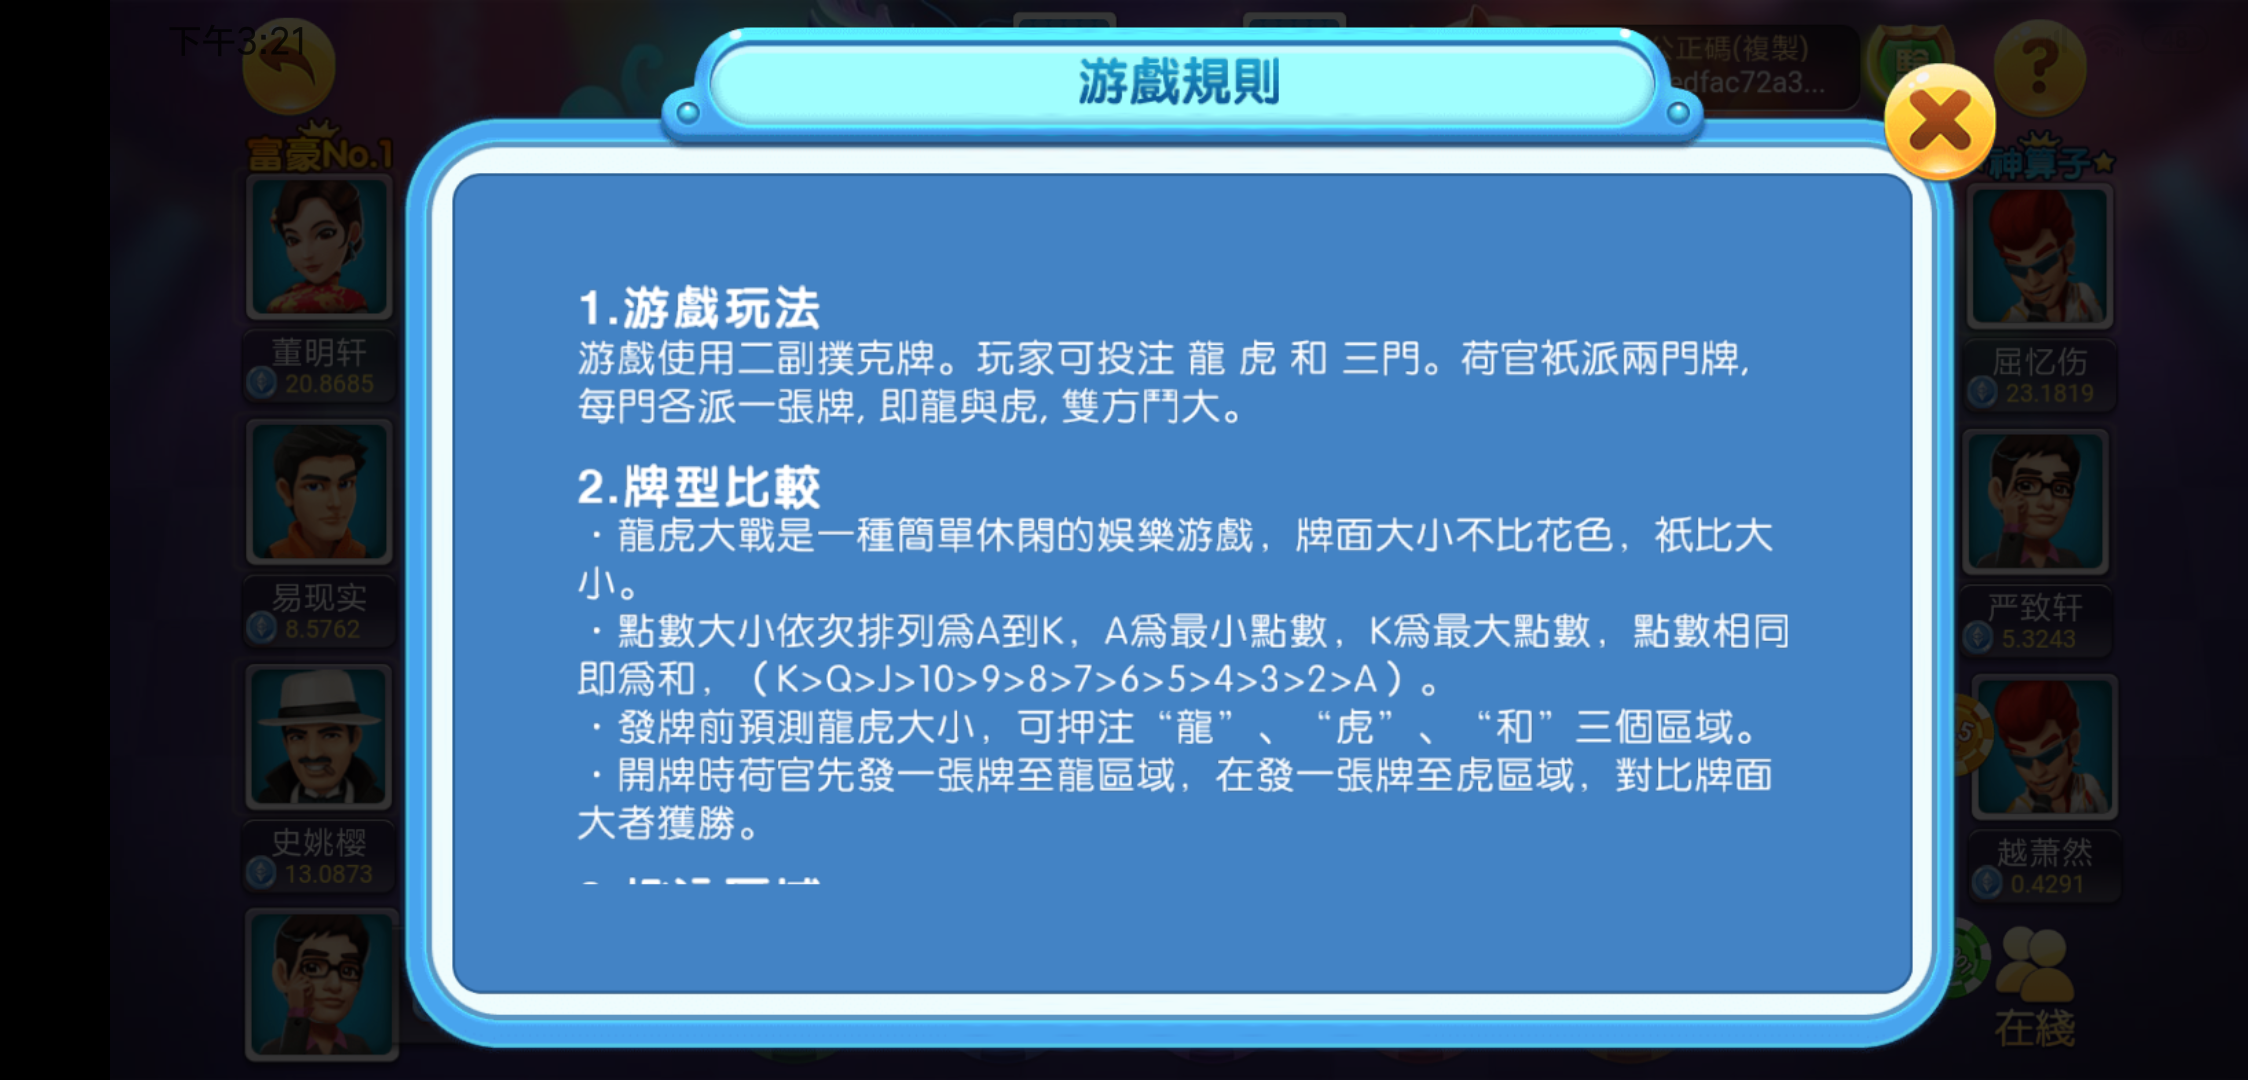 下午3:21
游戲規則
公正碼(複製)
edfac72a3...
?
富豪No.1
神算子
董明轩
20.8685
易现实
8.5762
史姚樱
13.0873
屈忆伤
23.1819
严致轩
5.3243
越萧然
0.4291
在綫
1.游戲玩法
游戲使用二副撲克牌。玩家可投注 龍 虎 和 三門。荷官衹派兩門牌,
每門各派一張牌, 即龍與虎, 雙方鬥大。
2.牌型比較
·龍虎大戰是一種簡單休閑的娛樂游戲，牌面大小不比花色，衹比大
小。
·點數大小依次排列爲A到K，A爲最小點數，K爲最大點數，點數相同
即爲和，（K>Q>J>10>9>8>7>6>5>4>3>2>A）。
·發牌前預測龍虎大小，可押注“龍”、“虎”、“和”三個區域。
·開牌時荷官先發一張牌至龍區域，在發一張牌至虎區域，對比牌面
大者獲勝。